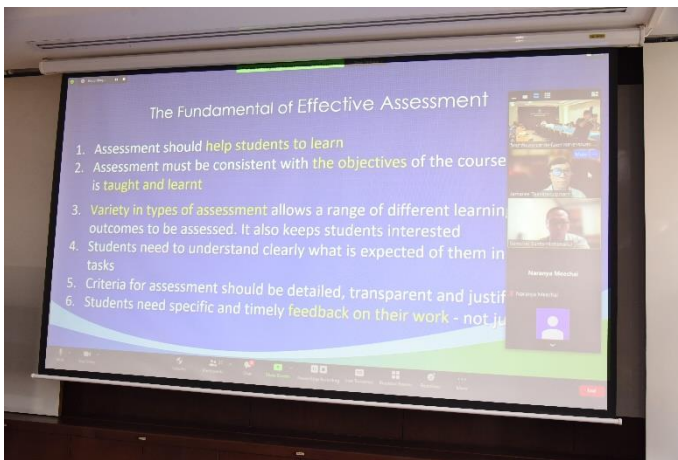 The Fundamental of Effective Assessment
1. Assessment should help students to learn
2. Assessment must be consistent with the objectives of the course
is taught and learnt
3. Variety in types of assessment allows a range of different learnin
outcomes to be assessed. It also keeps students interested
4. Students need to understand clearly what is expected of them in
tasks
5. Criteria for assessment should be detailed, transparent and justif
6. Students need specific and timely feedback on their work - not ju
Naranya Meechai
Naranya Meechai